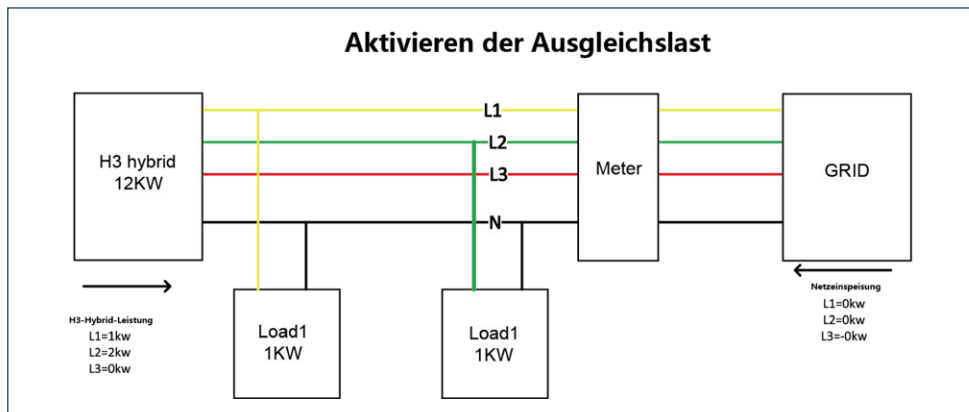 Aktivieren der Ausgleichslast
L1
L2
L3
N
H3 hybrid
12KW
Meter
GRID
H3-Hybrid-Leistung
L1=1kw
L2=2kw
L3=0kw
Load1
1KW
Load1
1KW
Netzeinspeisung
L1=0kw
L2=0kw
L3=-0kw